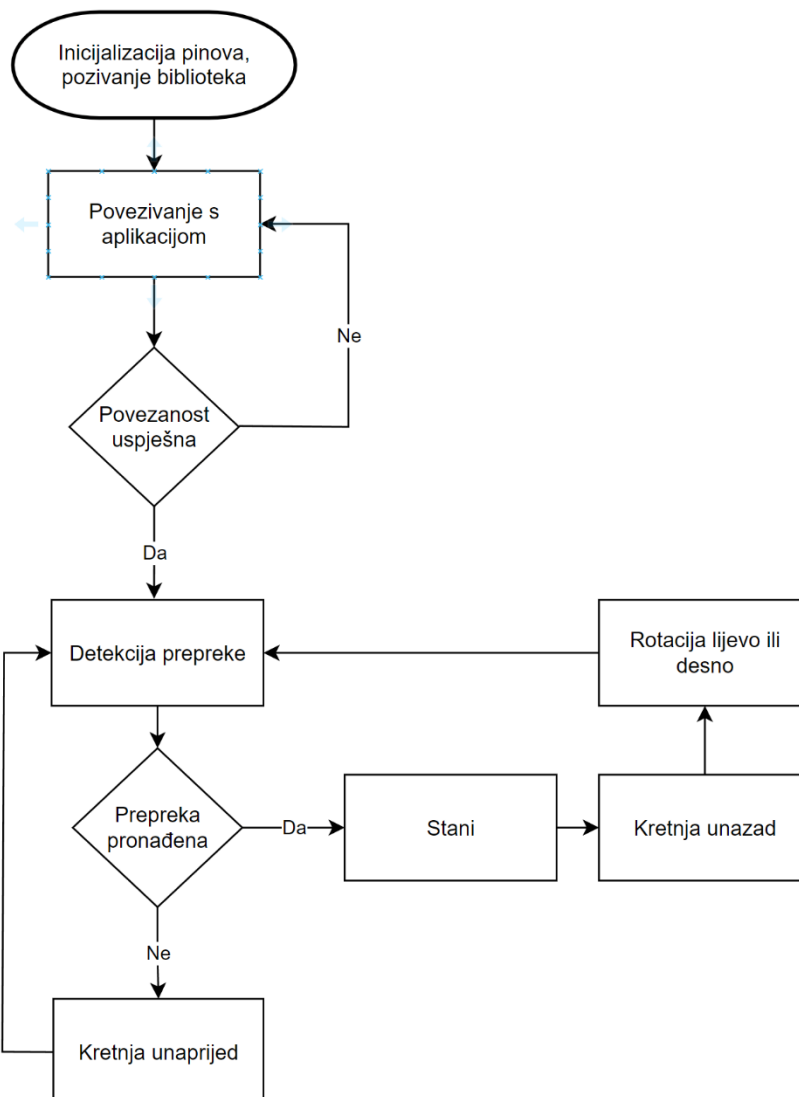 Inicijalizacija pinova,
pozivanje biblioteka
Povezivanje s
aplikacijom
Ne
Povezanost
uspješna
Da
Detekcija prepreke
Rotacija lijevo ili
desno
Prepreka
pronađena
Da
Stani
Kretnja unazad
Ne
Kretnja unaprijed